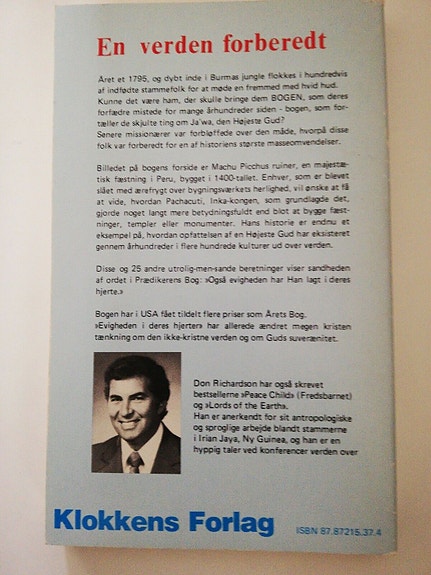 En verden forberedt
Året et 1795, og dybt inde i Burmas jungle flokkes i hundredvis
af indfødte stammefolk for at møde en fremmed med hvid hud.
Kunne det være ham, der skulle bringe dem BOGEN, som deres
forfædre mistede for mange århundreder siden - bogen, som for-
tæller de skjulte ting om Ja'wa, den Højeste Gud?
Senere missionærer var forbløffede over den måde, hvorpå disse
folk var forberedt for en af historiens største masseomvendelser.
Billedet på bogens forside er Machu Picchus ruiner, en majestæ-
tisk fæstning i Peru, bygget i 1400-tallet. Enhver, som er blevet
slået med ærefrygt over bygningsværkets herlighed, vil ønske at få
at vide, hvordan Pachacuti, Inka-kongen, som grundlagde det,
gjorde noget langt mere betydningsfuldt end blot at bygge fæst-
ninger, templer eller monumenter. Hans historie er endnu et
eksempel på, hvordan opfattelsen af en Højeste Gud har eksisteret
gennem århundreder i flere hundrede kulturer ud over verden.
Disse og 25 andre utrolig-men-sande beretninger viser sandheden
af ordet i Prædikerens Bog: »Også evigheden har Han lagt i deres
hjerte.»
Bogen har i USA fået tildelt flere priser som Årets Bog.
»Evigheden i deres hjerter» har allerede ændret megen kristen
tænkning om den ikke-kristne verden og om Guds suverænitet.
Don Richardson har også skrevet
bestsellerne »Peace Child» (Fredsbarnet)
og »Lords of the Earth».
Han er anerkendt for sit antropologiske
og sproglige arbejde blandt stammerne
i Irian Jaya, Ny Guinea, og han er en
hyppig taler ved konferencer verden over
Klokkens Forlag
ISBN 87.87215.37.4